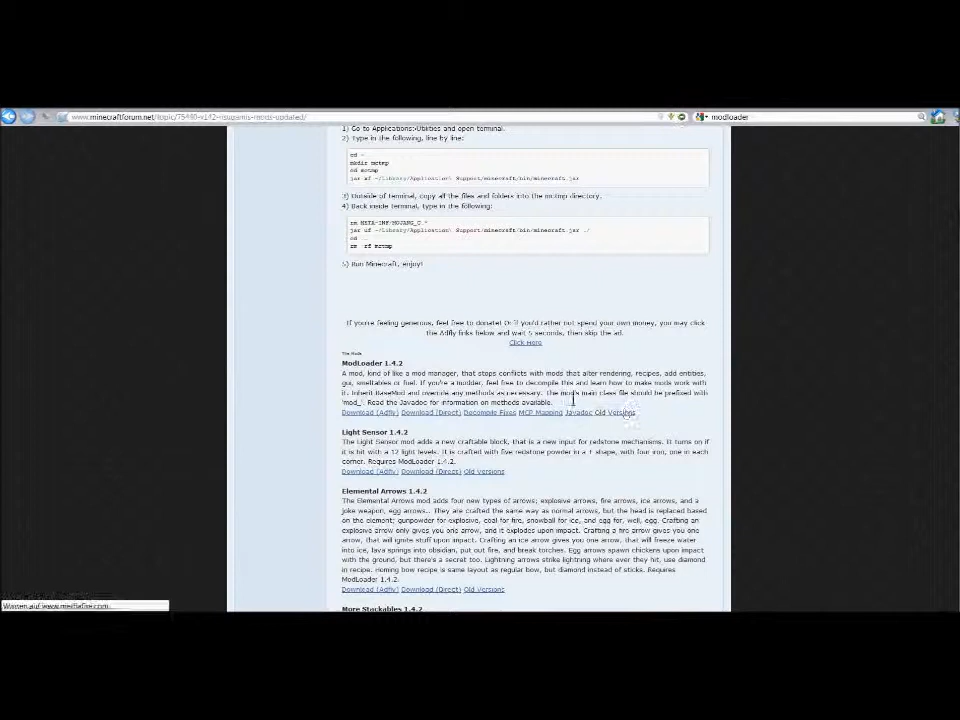 www.minecraftforum.net/topic/75440-v142-risugamis-mods-updated/
modloader
1) Go to Applications>Utilities and open terminal.
2) Type in the following, line by line:
cd ~
mkdir mctmp
cd mctmp
jar xf ~/Library/Application\ Support/minecraft/bin/minecraft.jar
3) Outside of terminal, copy all the files and folders into the mctmp directory.
4) Back inside terminal, type in the following:
rm META-INF/MOJANG_C.*
jar uf ~/Library/Application\ Support/minecraft/bin/minecraft.jar ./
cd ..
rm -rf mctmp
5) Run Minecraft, enjoy!
If you're feeling generous, feel free to donate! Or if you'd rather not spend your own money, you may click
the Adfly links below and wait 5 seconds, then skip the ad.
Click Here
The Mods
ModLoader 1.4.2
A mod, kind of like a mod manager, that stops conflicts with mods that alter rendering, recipes, add entities,
gui, smeltables or fuel. If you're a modder, feel free to decompile this and learn how to make mods work with
it. Inherit BaseMod and override any methods as necessary. The mod's main class file should be prefixed with
'mod_'. Read the Javadoc for information on methods available.
Download (Adfly) Download (Direct) Decompile Fixes MCP Mapping Javadoc Old Versions
Light Sensor 1.4.2
The Light Sensor mod adds a new craftable block, that is a new input for redstone mechanisms. It turns on if
it is hit with a 12 light levels. It is crafted with five redstone powder in a + shape, with four iron, one in each
corner. Requires ModLoader 1.4.2.
Download (Adfly) Download (Direct) Old Versions
Elemental Arrows 1.4.2
The Elemental Arrows mod adds four new types of arrows; explosive arrows, fire arrows, ice arrows, and a
joke weapon, egg arrows.. They are crafted the same way as normal arrows, but the head is replaced based
on the element; gunpowder for explosive, coal for fire, snowball for ice, and egg for, well, egg. Crafting an
explosive arrow only gives you one arrow, and it explodes upon impact. Crafting a fire arrow gives you one
arrow, that will ignite stuff upon impact. Crafting an ice arrow gives you one arrow, that will freeze water
into ice, lava springs into obsidian, put out fire, and break torches. Egg arrows spawn chickens upon impact
with the ground, but there's a secret too. Lightning arrows strike lightning where ever they hit, use diamond
in recipe. Homing bow recipe is same layout as regular bow, but diamond instead of sticks. Requires
ModLoader 1.4.2.
Download (Adfly) Download (Direct) Old Versions
More Stackables 1.4.2
Warten auf www.mediafire.com...